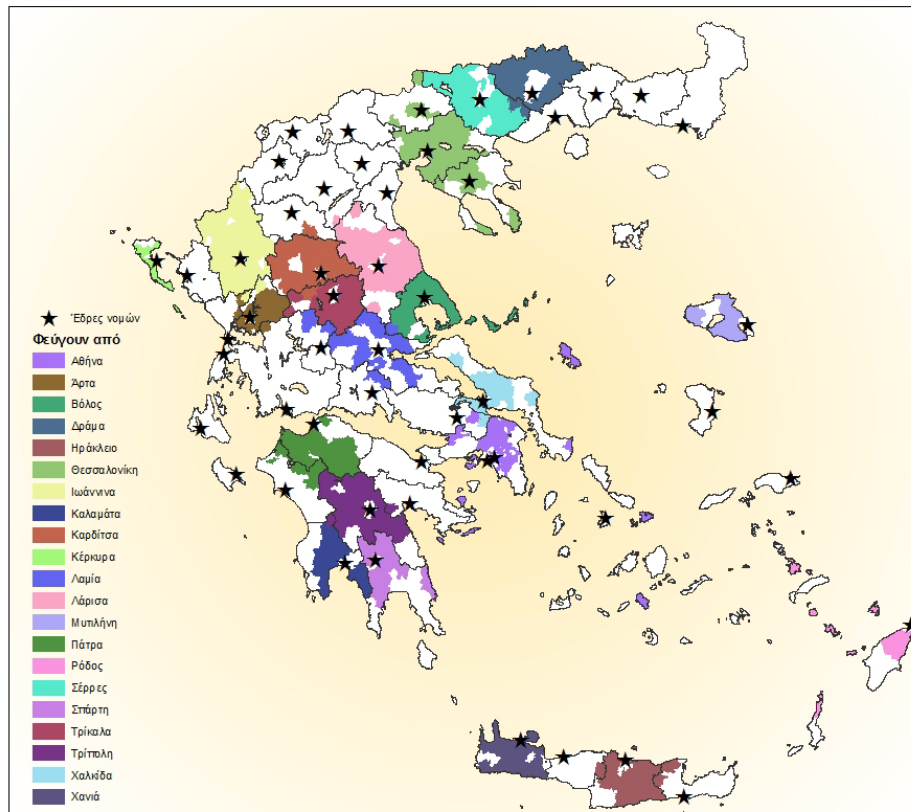 Έδρες νομών
Φεύγουν από
Αθήνα
Άρτα
Βόλος
Δράμα
Ηράκλειο
Θεσσαλονίκη
Ιωάννινα
Καλαμάτα
Καρδίτσα
Κέρκυρα
Λαμία
Λάρισα
Μυτιλήνη
Πάτρα
Ρόδος
Σέρρες
Σπάρτη
Τρίκαλα
Τρίπολη
Χαλκίδα
Χανιά